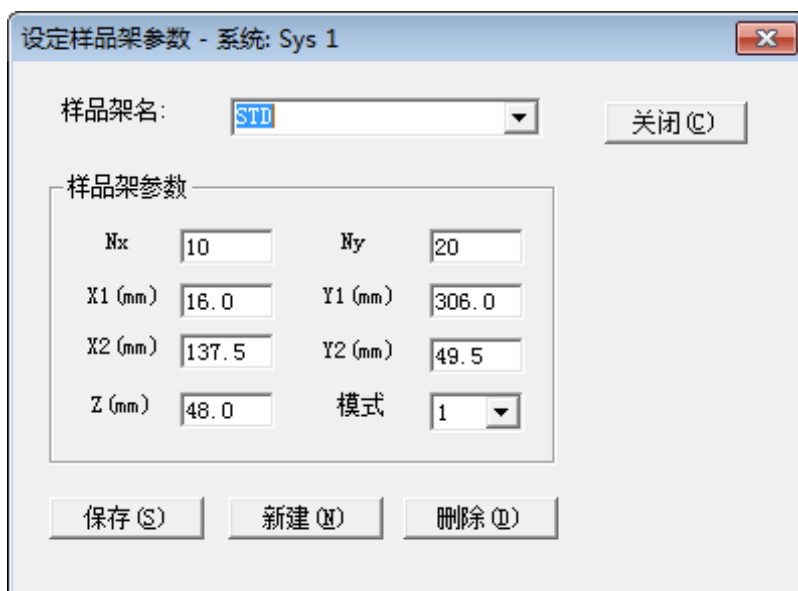 设定样品架参数 - 系统: Sys 1
样品架名: STD 关闭(C)
样品架参数
Nx 10 Ny 20
X1(mm) 16.0 Y1(mm) 306.0
X2(mm) 137.5 Y2(mm) 49.5
Z(mm) 48.0 模式 1
保存(S) 新建(N) 删除(D)